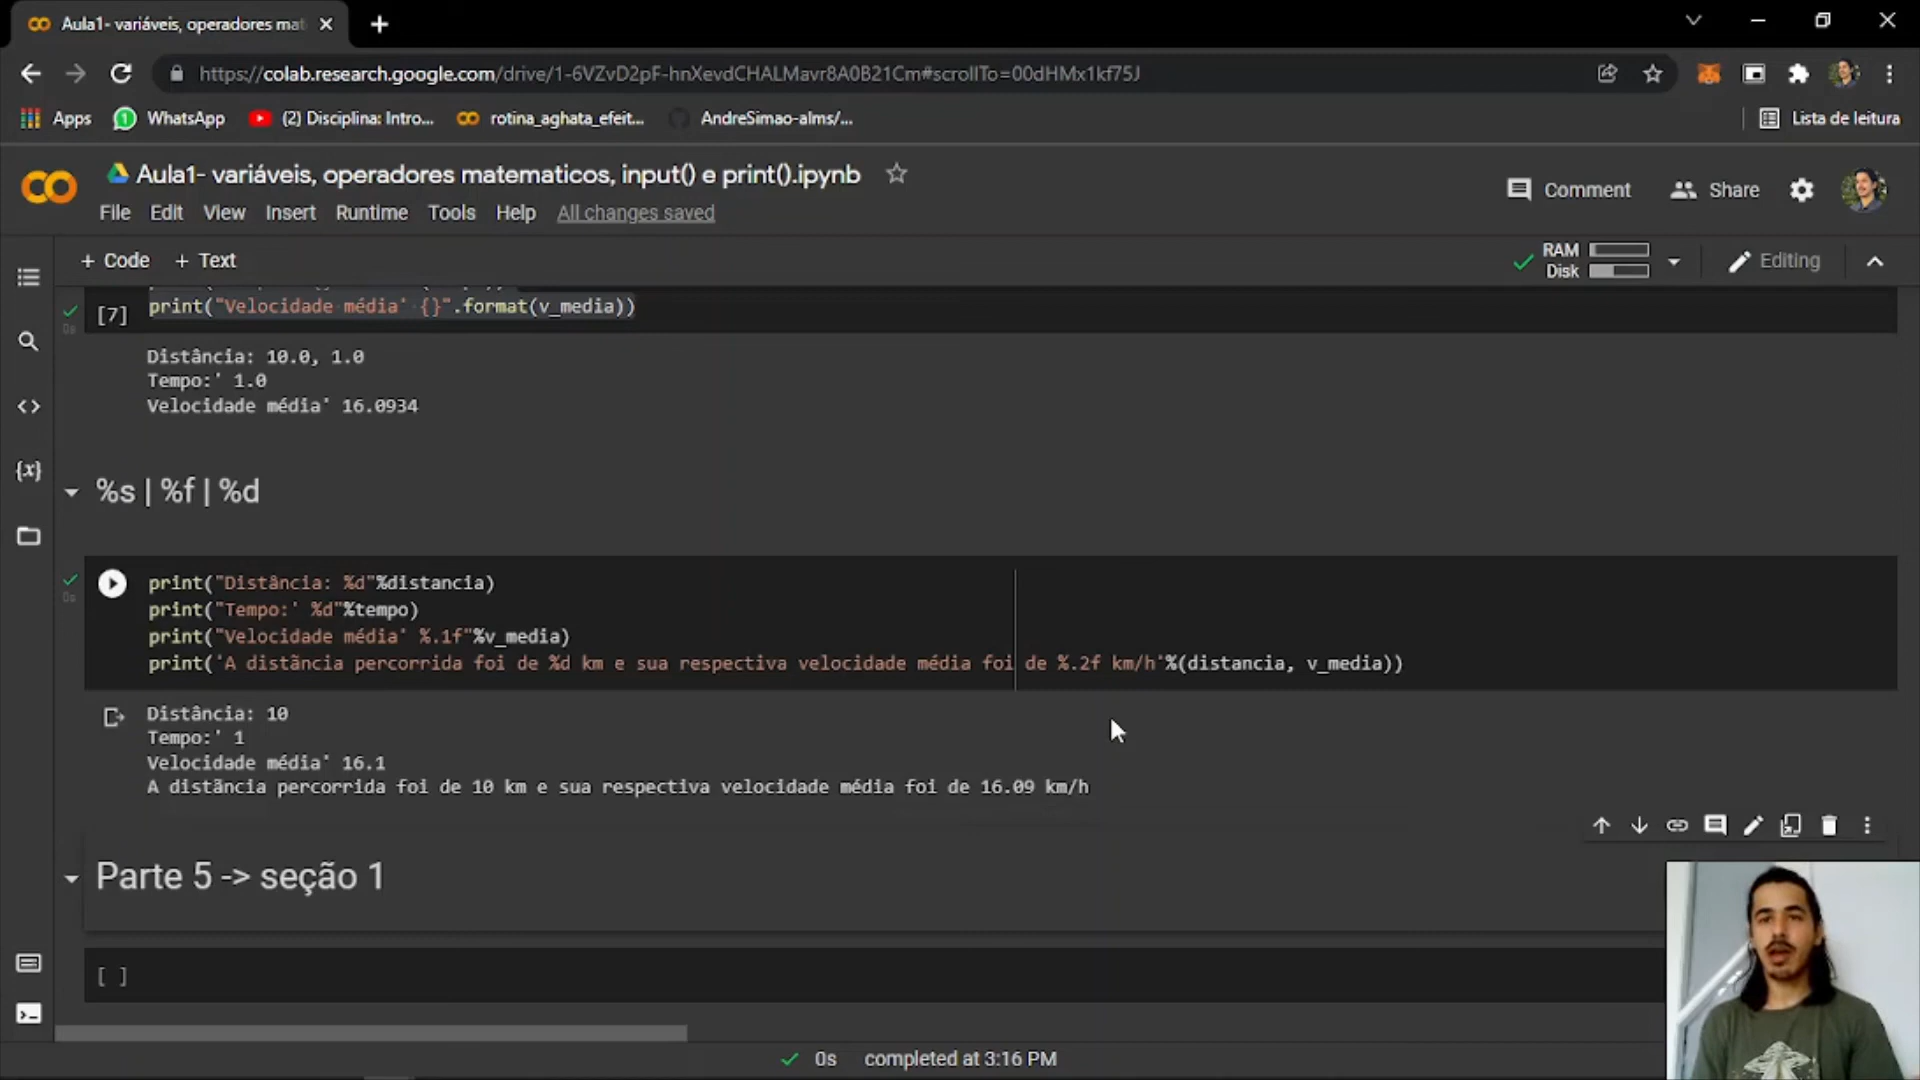 Aula1- variáveis, operadores mat
https://colab.research.google.com/drive/1-6VZvD2pF-hnXevdCHALMavr8A0B21Cm#scrollTo=00dHMx1kf75J
Apps
WhatsApp
(2) Disciplina: Intro...
rotina_aghata_efeit...
AndreSimao-alms/...
Lista de leitura
Aula1- variáveis, operadores matematicos, input() e print().ipynb
Comment
Share
File Edit View Insert Runtime Tools Help All changes saved
+ Code + Text
RAM
Disk
Editing
print("Velocidade média' {}".format(v_media))
[7]
0s
Distância: 10.0, 1.0
Tempo:' 1.0
Velocidade média' 16.0934
%s | %f | %d
0s
print("Distância: %d"%distancia)
print("Tempo:' %d"%tempo)
print("Velocidade média' %.1f"%v_media)
print('A distãncia percorrida foi de %d km e sua respectiva velocidade média foi de %.2f km/h'%(distancia, v_media))
Distância: 10
Tempo:' 1
Velocidade média' 16.1
A distãncia percorrida foi de 10 km e sua respectiva velocidade média foi de 16.09 km/h
Parte 5 -> seção 1
[ ]
0s completed at 3:16 PM